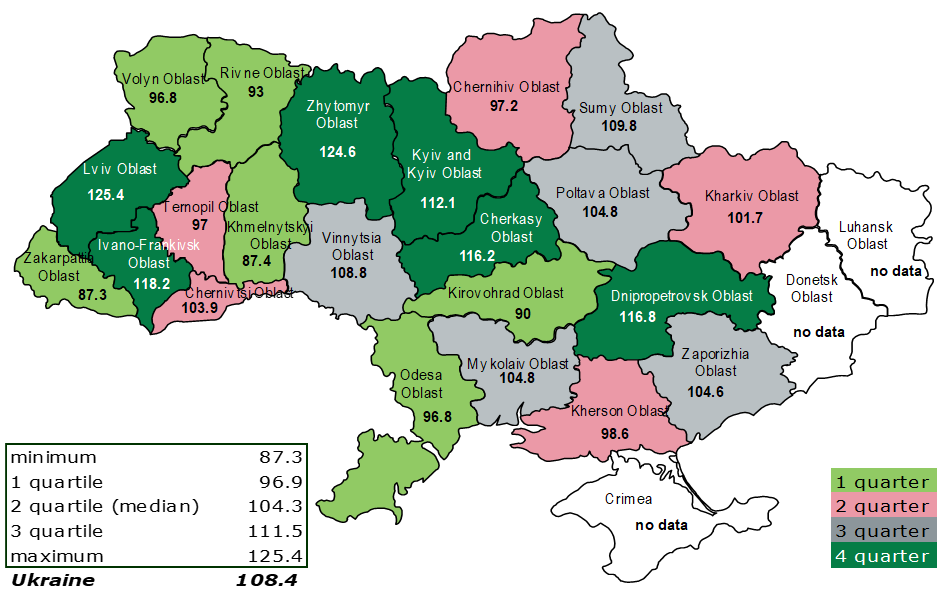 Volyn Oblast
96.8
Rivne Oblast
93
Zhytomyr
Oblast
124.6
Chernihiv Oblast
97.2
Sumy Oblast
109.8
Lviv Oblast
125.4
Ternopil Oblast
97
Khmelnytskyi
Oblast
87.4
Kyiv and
Kyiv Oblast
112.1
Poltava Oblast
104.8
Kharkiv Oblast
101.7
Luhansk
Oblast
no data
Zakarpattia
Oblast
87.3
Ivano-Frankivsk
Oblast
118.2
Chernivtsi Oblast
103.9
Vinnytsia
Oblast
108.8
Cherkasy
Oblast
116.2
Kirovohrad Oblast
90
Dnipropetrovsk Oblast
116.8
Donetsk
Oblast
no data
Odesa
Oblast
96.8
Mykolaiv Oblast
104.8
Zaporizhia
Oblast
104.6
Kherson Oblast
98.6
Crimea
no data
minimum 87.3
1 quartile 96.9
2 quartile (median) 104.3
3 quartile 111.5
maximum 125.4
Ukraine 108.4
1 quarter
2 quarter
3 quarter
4 quarter